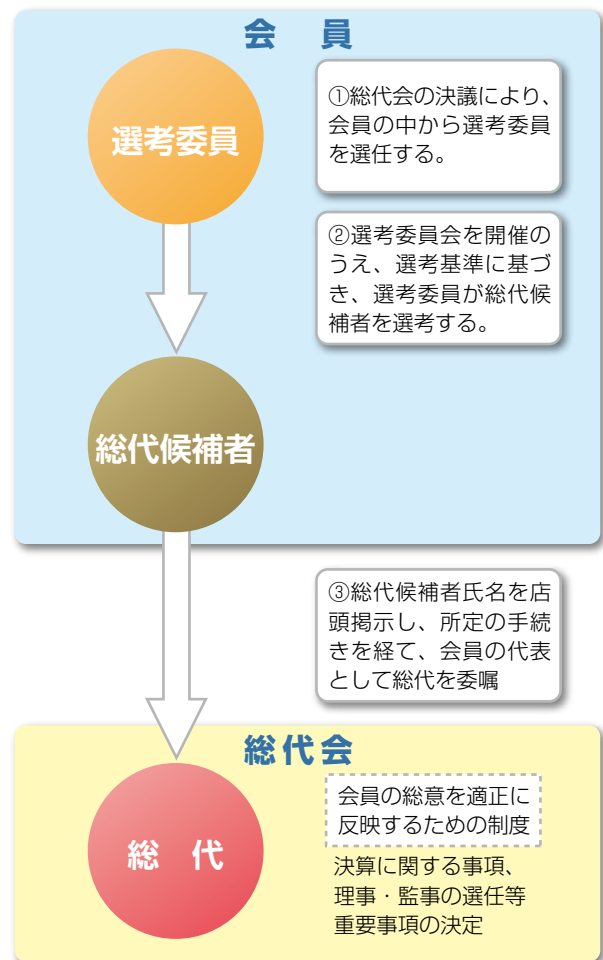 会　員
選考委員
①総代会の決議により、
会員の中から選考委員
を選任する。
②選考委員会を開催の
うえ、選考基準に基づ
き、選考委員が総代候
補者を選考する。
総代候補者
③総代候補者氏名を店
頭掲示し、所定の手続
きを経て、会員の代表
として総代を委嘱
総代会
総　代
会員の総意を適正に
反映するための制度
決算に関する事項、
理事・監事の選任等
重要事項の決定